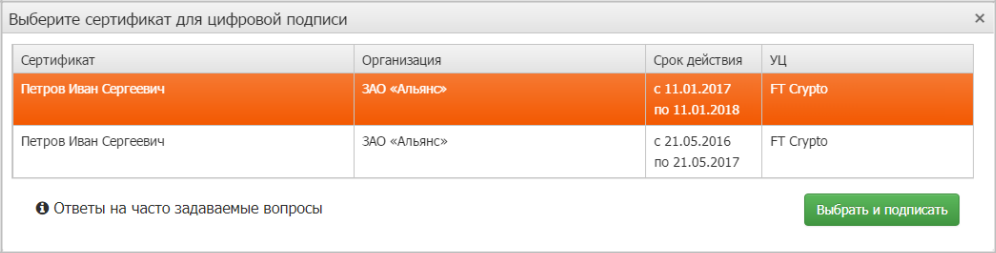 Выберите сертификат для цифровой подписи ×
Сертификат Организация Срок действия УЦ
Петров Иван Сергеевич ЗАО «Альянс» с 11.01.2017 FT Crypto
по 11.01.2018
Петров Иван Сергеевич ЗАО «Альянс» с 21.05.2016 FT Crypto
по 21.05.2017
Ответы на часто задаваемые вопросы Выбрать и подписать